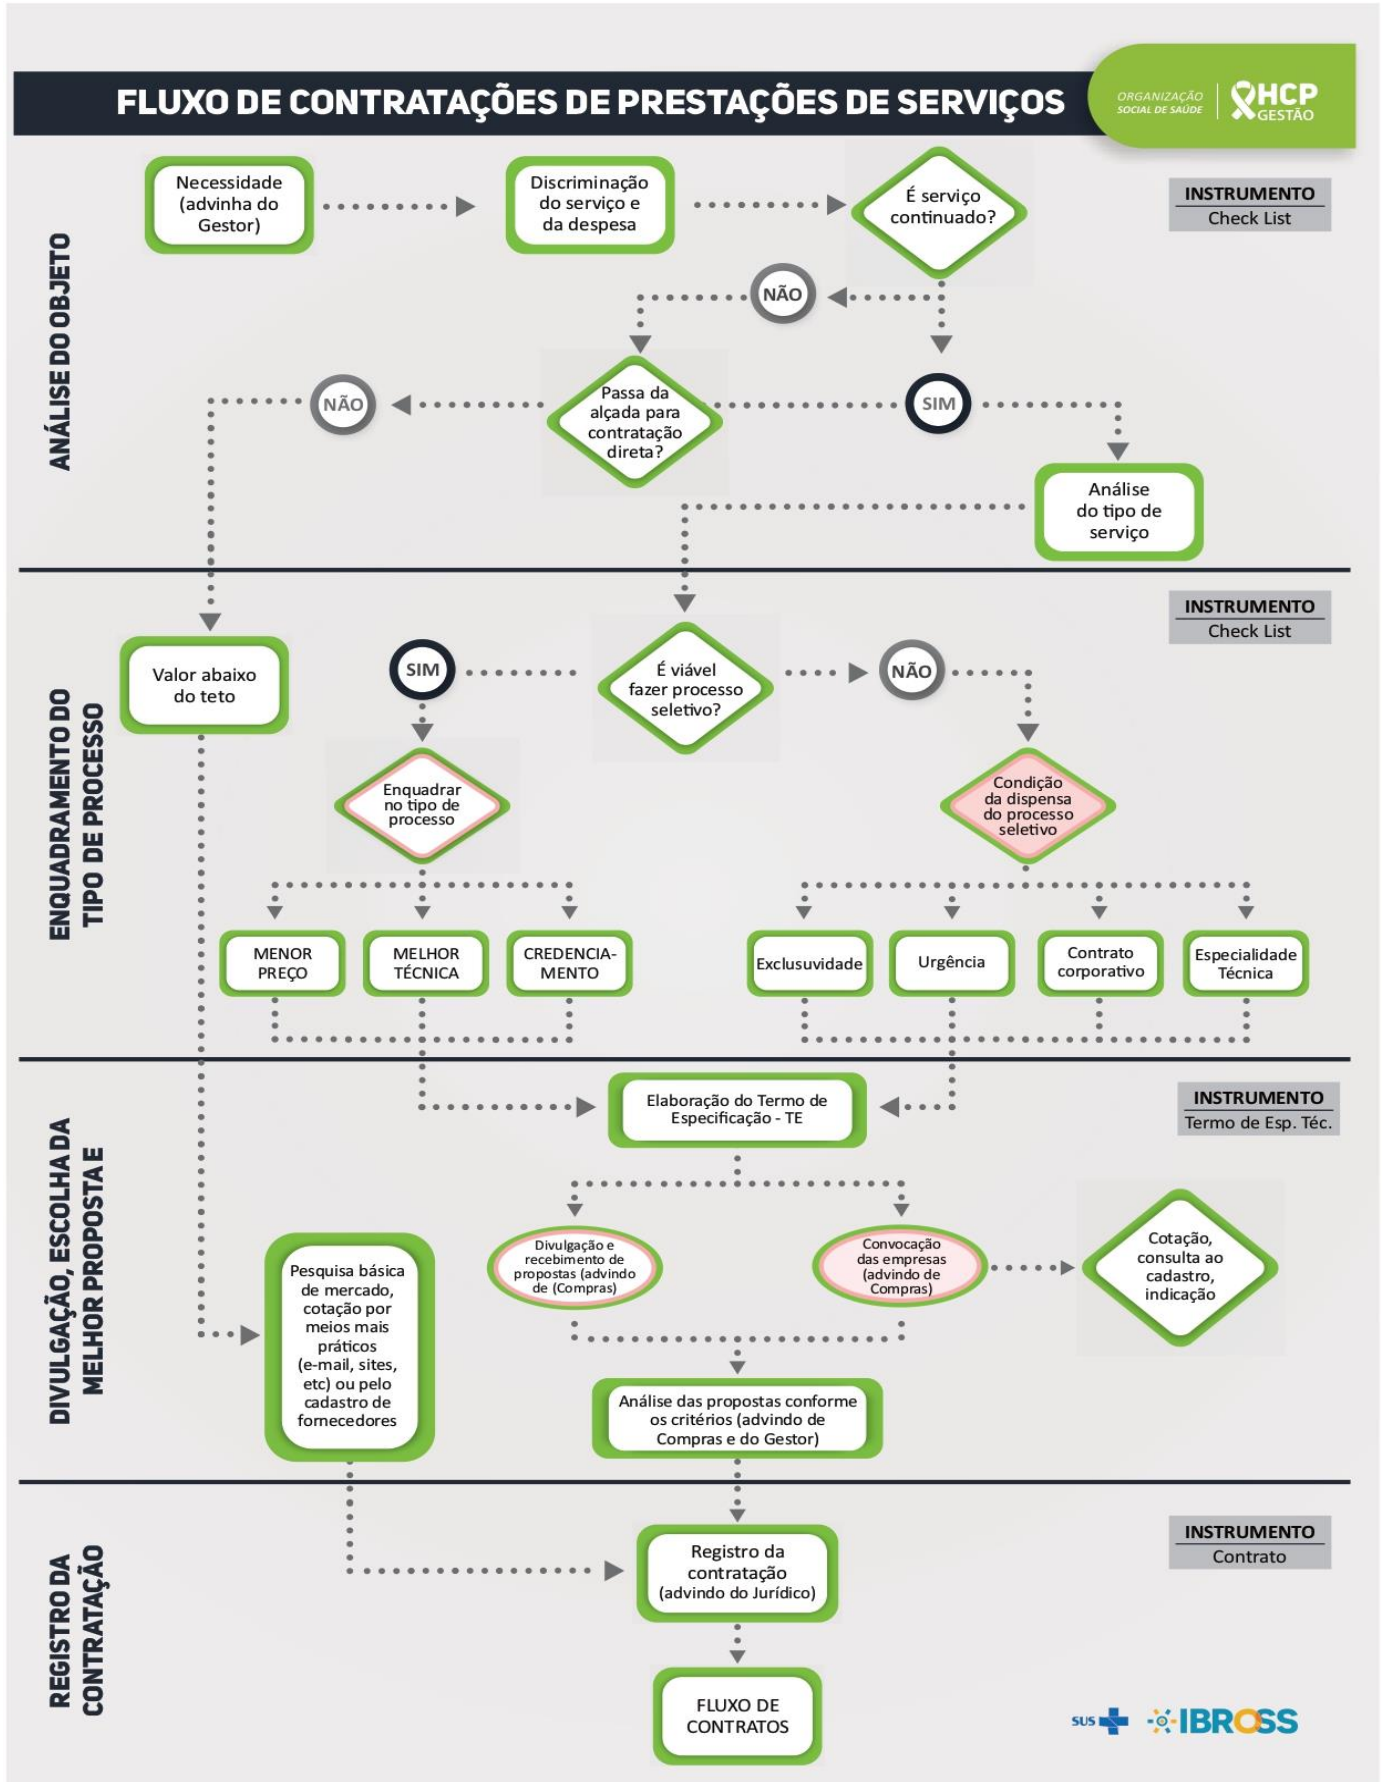 FLUXO DE CONTRATAÇÕES DE PRESTAÇÕES DE SERVIÇOS
ORGANIZAÇÃO
SOCIAL DE SAÚDE
HCP
GESTÃO
ANÁLISE DO OBJETO
Necessidade
(advinha do
Gestor)
Discriminação
do serviço e
da despesa
É serviço
continuado?
INSTRUMENTO
Check List
NÃO
NÃO
Passa da
alçada para
contratação
direta?
SIM
Análise
do tipo de
serviço
ENQUADRAMENTO DO
TIPO DE PROCESSO
INSTRUMENTO
Check List
Valor abaixo
do teto
SIM
É viável
fazer processo
seletivo?
NÃO
Enquadrar
no tipo de
processo
Condição
da dispensa
do processo
seletivo
MENOR
PREÇO
MELHOR
TÉCNICA
CREDENCIA-
MENTO
Exclusuvidade
Urgência
Contrato
corporativo
Especialidade
Técnica
DIVULGAÇÃO, ESCOLHA DA
MELHOR PROPOSTA E
Elaboração do Termo de
Especificação - TE
INSTRUMENTO
Termo de Esp. Téc.
Pesquisa básica
de mercado,
cotação por
meios mais
práticos
(e-mail, sites,
etc) ou pelo
cadastro de
fornecedores
Divulgação e
recebimento de
propostas (advindo
de (Compras)
Convocação
das empresas
(advindo de
Compras)
Cotação,
consulta ao
cadastro,
indicação
Análise das propostas conforme
os critérios (advindo de
Compras e do Gestor)
REGISTRO DA
CONTRATAÇÃO
Registro da
contratação
(advindo do Jurídico)
INSTRUMENTO
Contrato
FLUXO DE
CONTRATOS
SUS
IBROSS